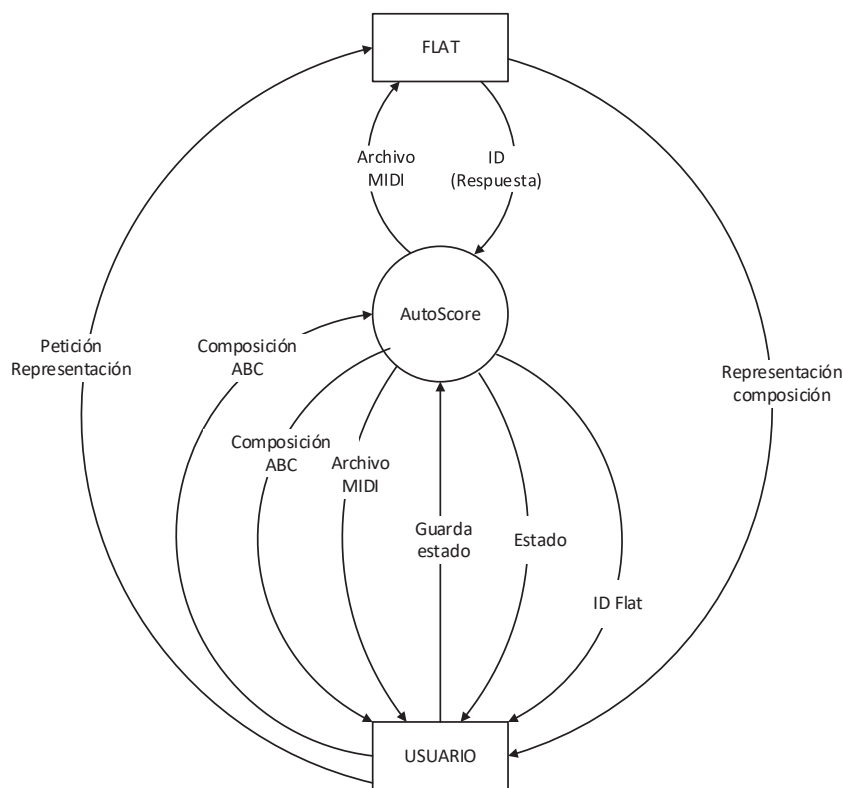 FLAT
Archivo
MIDI
ID
(Respuesta)
AutoScore
Petición
Representación
Composición
ABC
Representación
composición
Composición
ABC
Archivo
MIDI
Guarda
estado
Estado
ID Flat
USUARIO